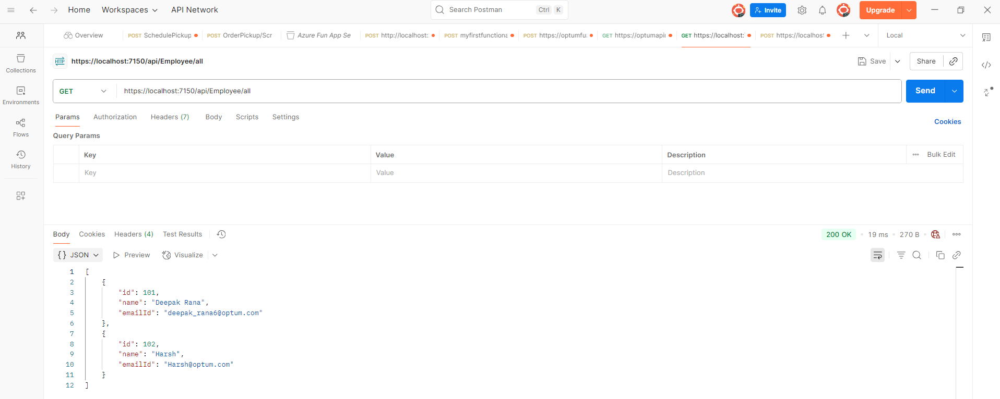 Home Workspaces API Network Search Postman Ctrl K Invite Upgrade
Overview POST SchedulePickup POST OrderPickup/Scr Azure Fun App Se POST http://localhost: POST myfirstfunctiona POST https://optumfu GET https://optumapi GET https://localhost: POST https://localhost Local
HTTP https://localhost:7150/api/Employee/all Save Share
Collections
GET https://localhost:7150/api/Employee/all Send
Environments
Params Authorization Headers (7) Body Scripts Settings Cookies
Flows
Query Params
Key Value Description Bulk Edit
History
Key Value Description
Body Cookies Headers (4) Test Results 200 OK 19 ms 270 B
{} JSON Preview Visualize
1 [
2 {
3 "id": 101,
4 "name": "Deepak Rana",
5 "emailId": "deepak_rana6@optum.com"
6 },
7 {
8 "id": 102,
9 "name": "Harsh",
10 "emailId": "Harsh@optum.com"
11 }
12 ]